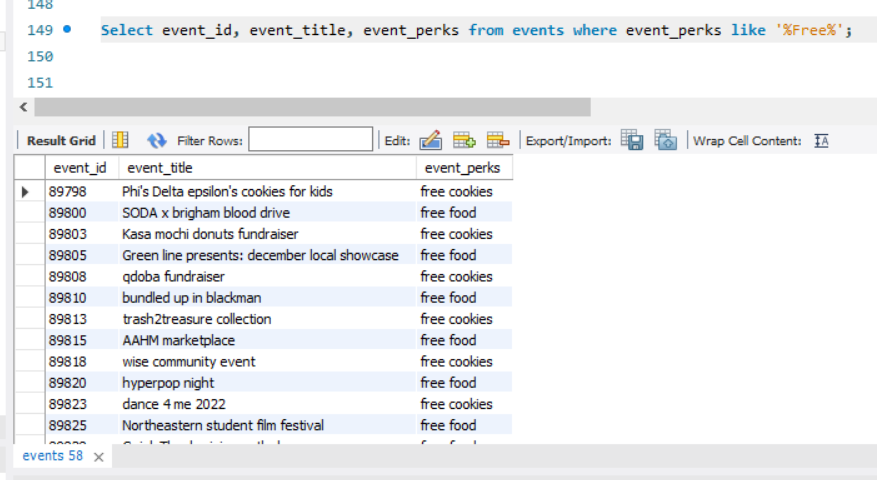 148
149 Select event_id, event_title, event_perks from events where event_perks like '%Free%';
150
151
Result Grid Filter Rows: Edit: Export/Import: Wrap Cell Content:
event_id event_title event_perks
89798 Phi's Delta epsilon's cookies for kids free cookies
89800 SODA x brigham blood drive free food
89803 Kasa mochi donuts fundraiser free cookies
89805 Green line presents: december local showcase free food
89808 qdoba fundraiser free cookies
89810 bundled up in blackman free food
89813 trash2treasure collection free cookies
89815 AAHM marketplace free food
89818 wise community event free cookies
89820 hyperpop night free food
89823 dance 4 me 2022 free cookies
89825 Northeastern student film festival free food
events 58